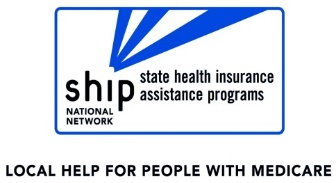 ship
NATIONAL
NETWORK
state health insurance
assistance programs
LOCAL HELP FOR PEOPLE WITH MEDICARE